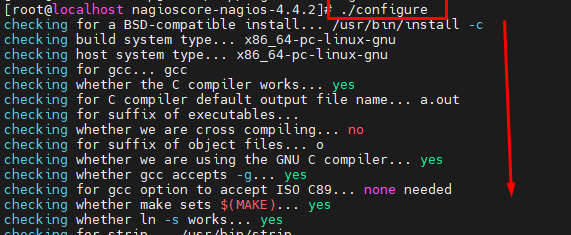 [root@localhost nagioscore-nagios-4.4.2]# ./configure
checking for a BSD-compatible install... /usr/bin/install -c
checking build system type... x86_64-pc-linux-gnu
checking host system type... x86_64-pc-linux-gnu
checking for gcc... gcc
checking whether the C compiler works... yes
checking for C compiler default output file name... a.out
checking for suffix of executables...
checking whether we are cross compiling... no
checking for suffix of object files... o
checking whether we are using the GNU C compiler... yes
checking whether gcc accepts -g... yes
checking for gcc option to accept ISO C89... none needed
checking whether make sets $(MAKE)... yes
checking whether ln -s works... yes
checking for strip... /usr/bin/strip